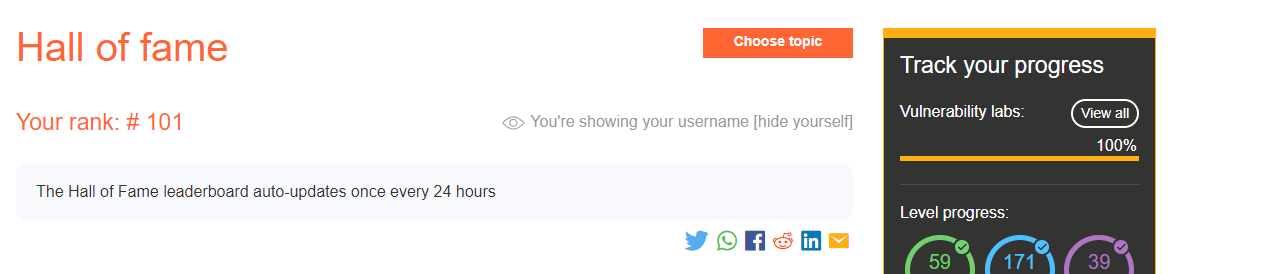 Hall of fame
Choose topic
Your rank: # 101
You're showing your username [hide yourself]
The Hall of Fame leaderboard auto-updates once every 24 hours
Track your progress
Vulnerability labs:
View all
100%
Level progress:
59 171 39